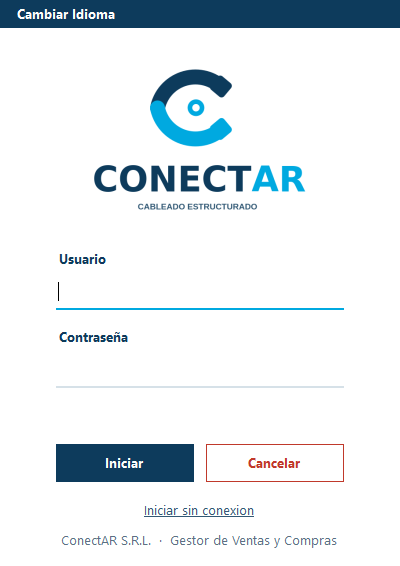 Cambiar Idioma
CONECTAR
CABLEADO ESTRUCTURADO
Usuario
Contraseña
Iniciar Cancelar
Iniciar sin conexion
ConectAR S.R.L. · Gestor de Ventas y Compras